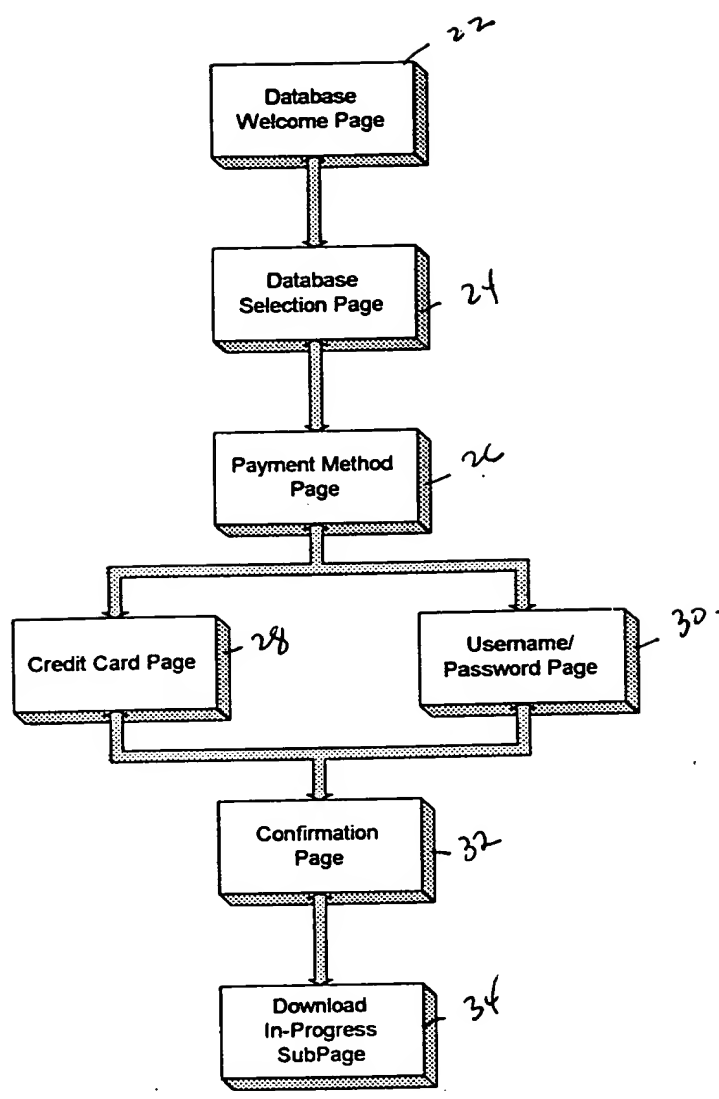 22
Database
Welcome Page
Database
Selection Page
24
Payment Method
Page
26
Credit Card Page
28
Username/
Password Page
30
Confirmation
Page
32
Download
In-Progress
SubPage
34